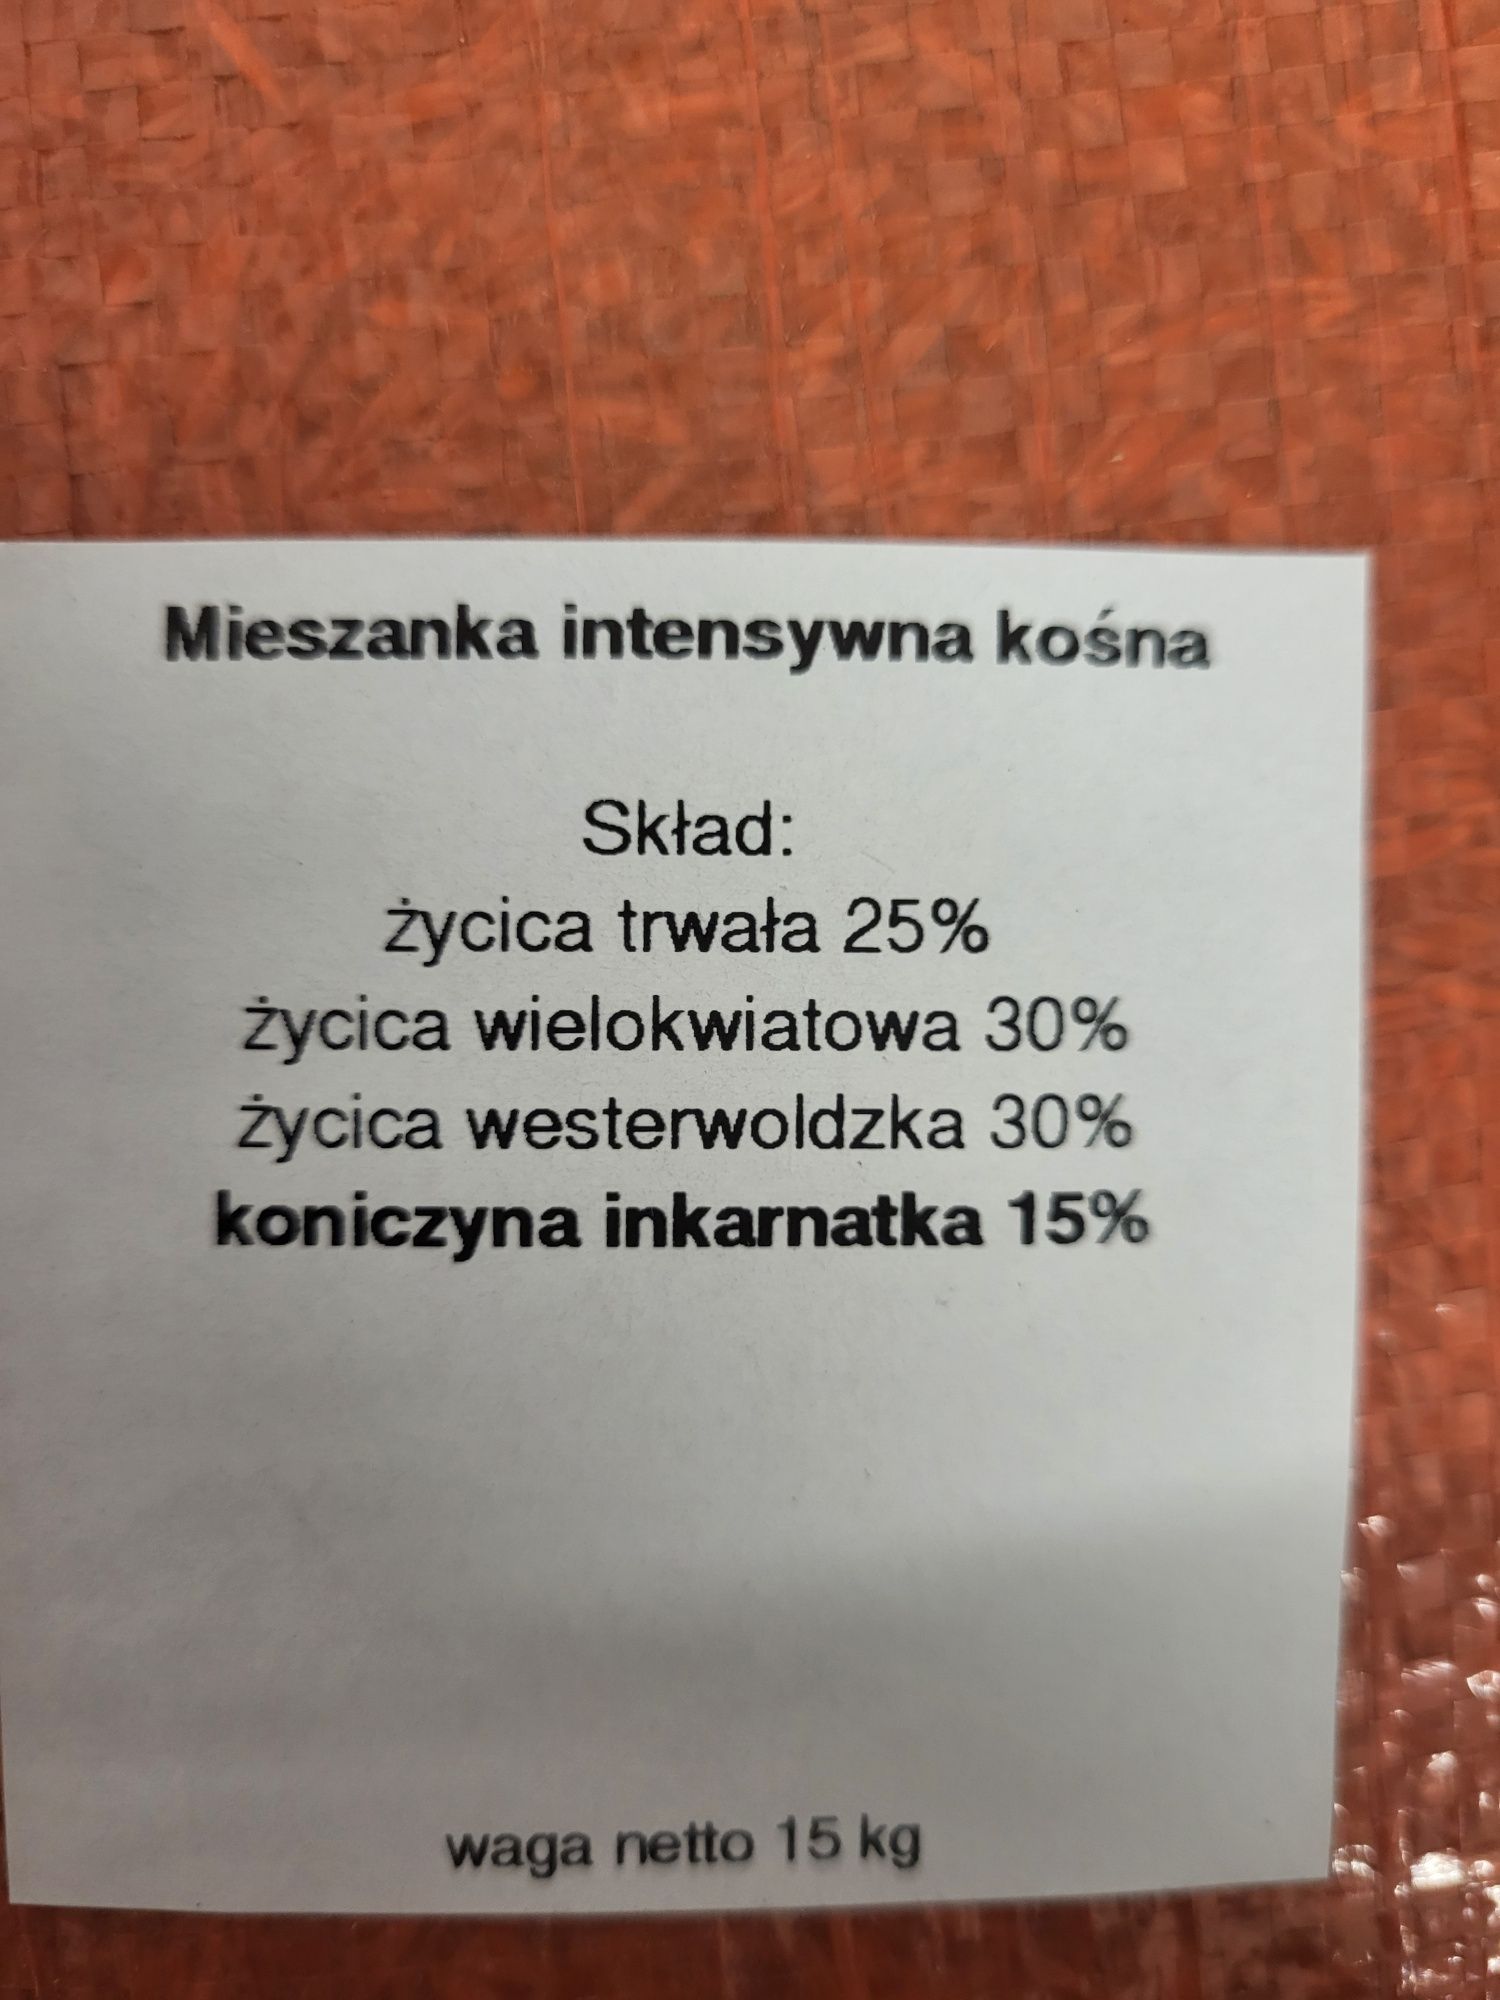 Mieszanka intensywna kośna
Skład:
życica trwała 25%
życica wielokwiatowa 30%
życica westerwoldzka 30%
koniczyna inkarnatka 15%
waga netto 15 kg